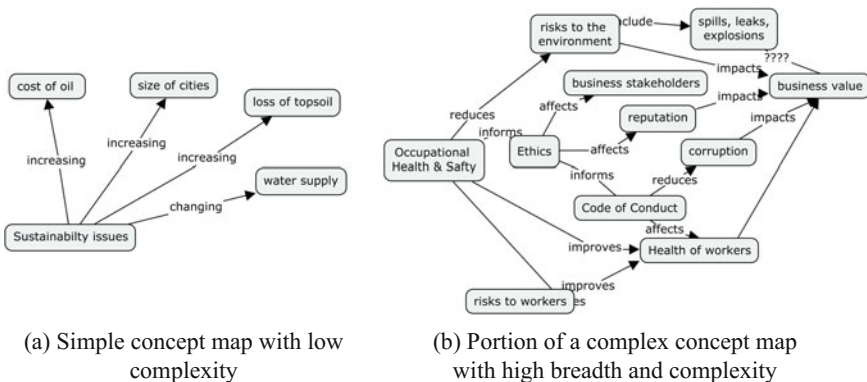 cost of oil
size of cities
loss of topsoil
water supply
increasing
increasing
increasing
changing
Sustainabilty issues
(a) Simple concept map with low
complexity
risks to the
environment
include
spills, leaks,
explosions
????
impacts
business value
business stakeholders
affects
reputation
impacts
impacts
reduces
informs
Occupational
Health & Safty
Ethics
affects
corruption
informs
reduces
Code of Conduct
affects
improves
Health of workers
improves
risks to workers
(b) Portion of a complex concept map
with high breadth and complexity